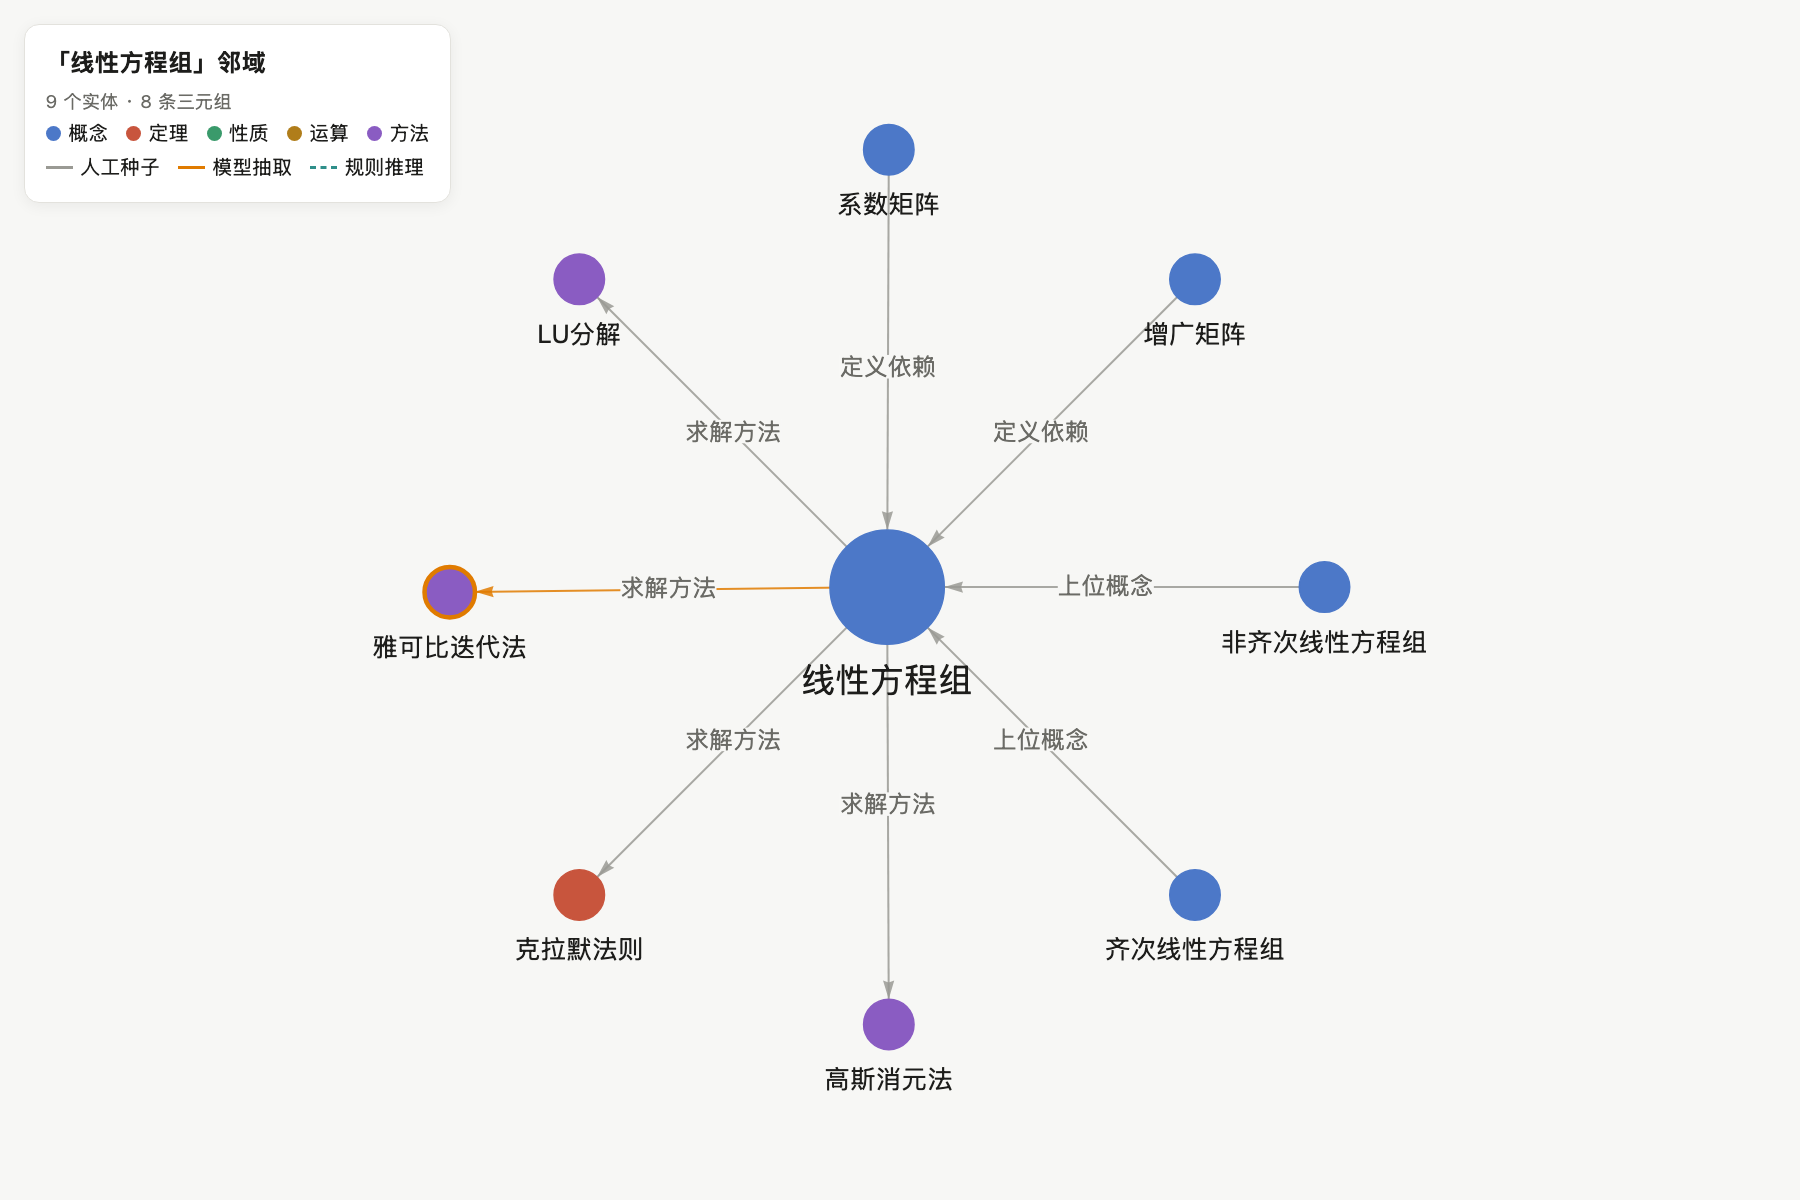 「线性方程组」邻域
9 个实体 · 8 条三元组
概念 定理 性质 运算 方法
人工种子 模型抽取 规则推理
系数矩阵
LU分解
增广矩阵
定义依赖
求解方法
定义依赖
求解方法
上位概念
雅可比迭代法
非齐次线性方程组
线性方程组
求解方法
上位概念
求解方法
克拉默法则
齐次线性方程组
高斯消元法